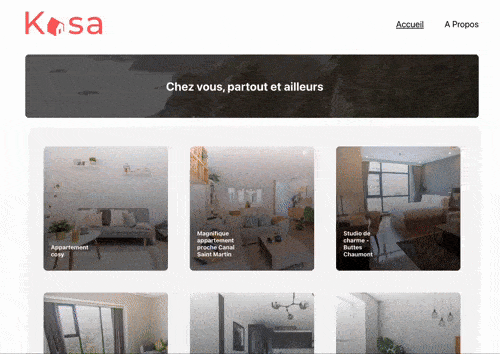 Kasa
Accueil
A Propos
Chez vous, partout et ailleurs
Appartement
cosy
Magnifique
appartement
proche Canal
Saint Martin
Studio de
charme -
Buttes
Chaumont